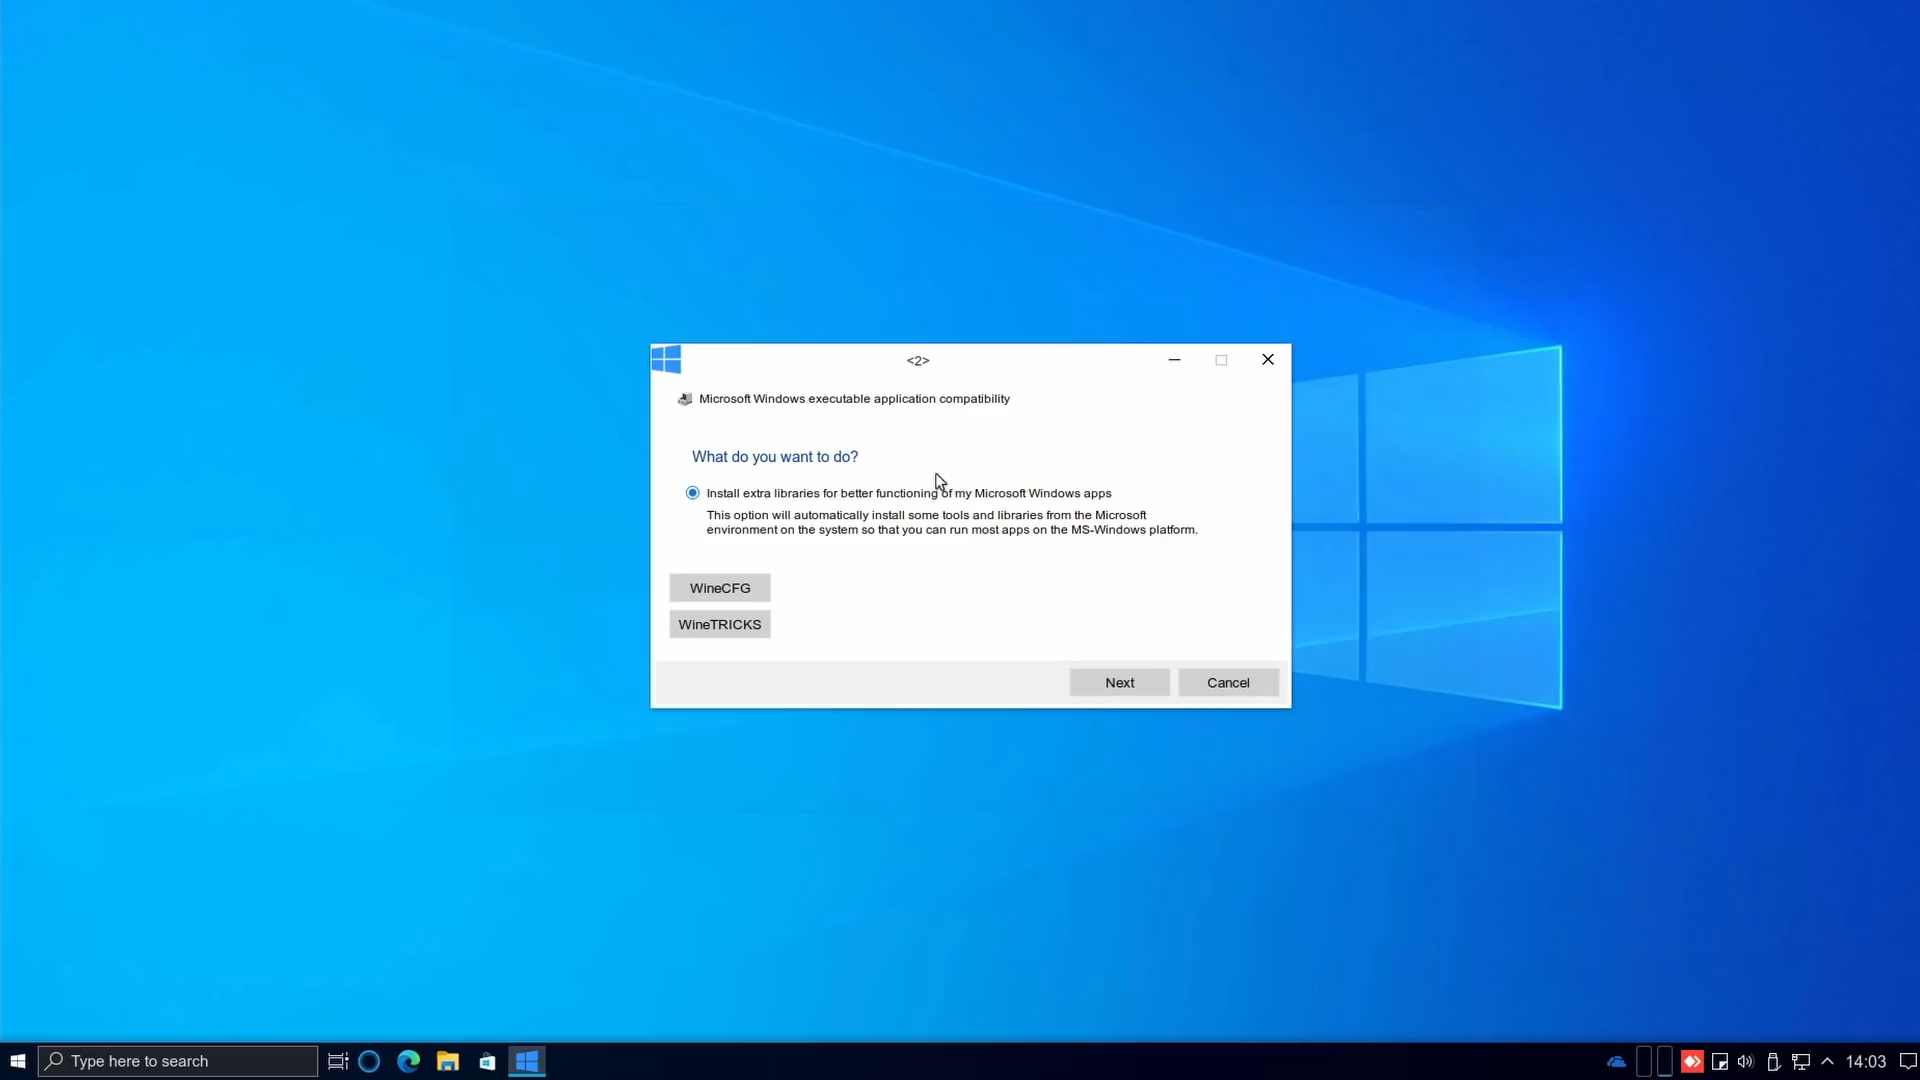 <2>
Microsoft Windows executable application compatibility
What do you want to do?
Install extra libraries for better functioning of my Microsoft Windows apps
This option will automatically install some tools and libraries from the Microsoft
environment on the system so that you can run most apps on the MS-Windows platform.
WineCFG
WineTRICKS
Next
Cancel
Type here to search
14:03